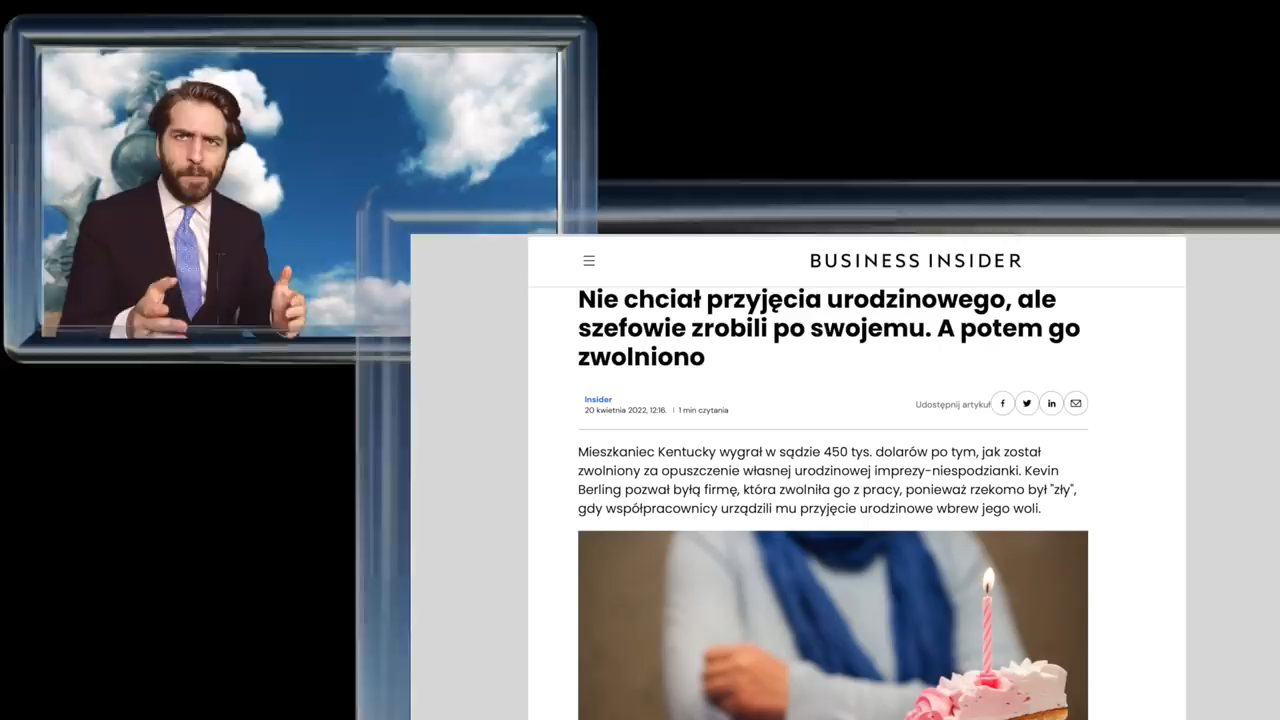 BUSINESS INSIDER
Nie chciał przyjęcia urodzinowego, ale
szefowie zrobili po swojemu. A potem go
zwolniono
Insider
20 kwietnia 2022, 12:16. | 1 min czytania
Udostępnij artykuł
Mieszkaniec Kentucky wygrał w sądzie 450 tys. dolarów po tym, jak został
zwolniony za opuszczenie własnej urodzinowej imprezy-niespodzianki. Kevin
Berling pozwał byłą firmę, która zwolniła go z pracy, ponieważ rzekomo był "zły",
gdy współpracownicy urządzili mu przyjęcie urodzinowe wbrew jego woli.